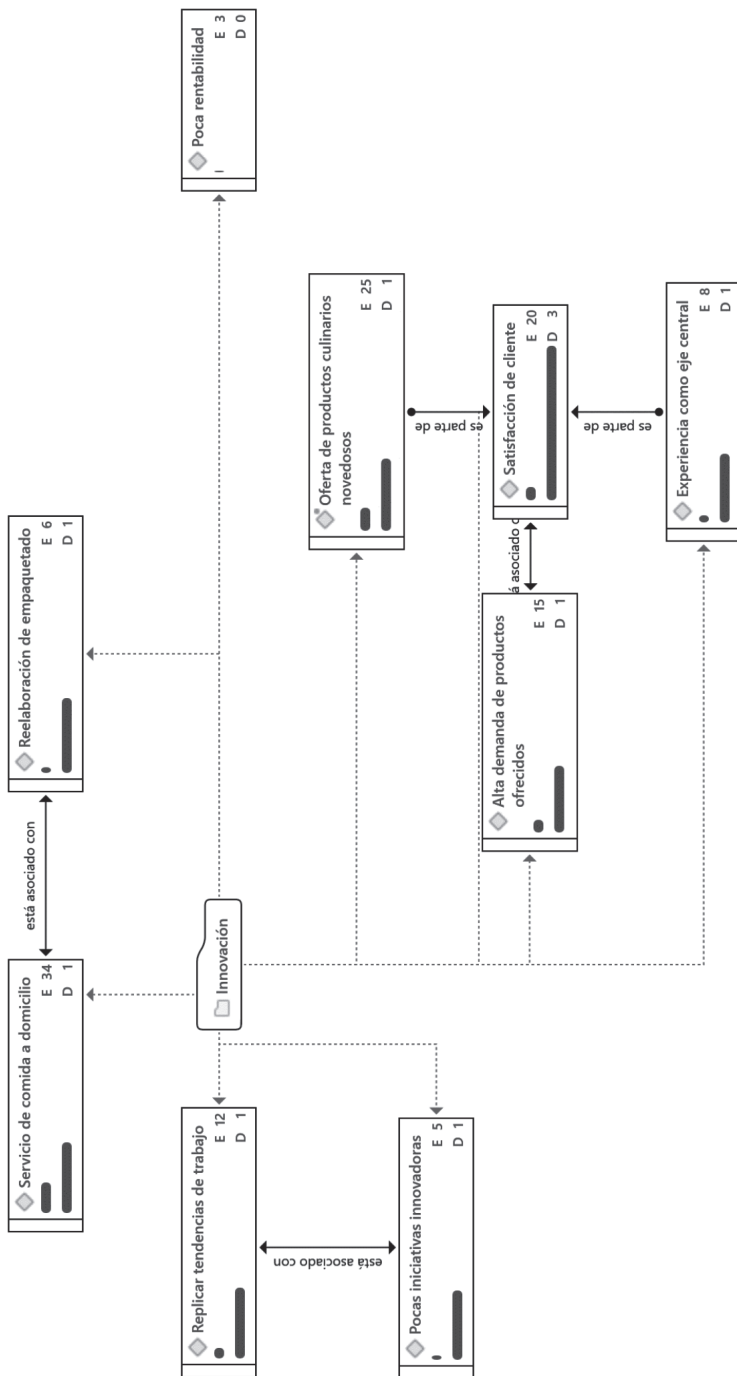 Servicio de comida a domicilio
E 34
D 1
está asociado con
Reelaboración de empaquetado
E 6
D 1
Replicar tendencias de trabajo
E 12
D 1
Innovación
Poca rentabilidad
E 3
D 0
está asociado con
Pocas iniciativas innovadoras
E 5
D 1
Oferta de productos culinarios
novedosos
E 25
D 1
es parte de
Alta demanda de productos
ofrecidos
E 15
D 1
asociado
Satisfacción de cliente
E 20
D 3
es parte de
Experiencia como eje central
E 8
D 1